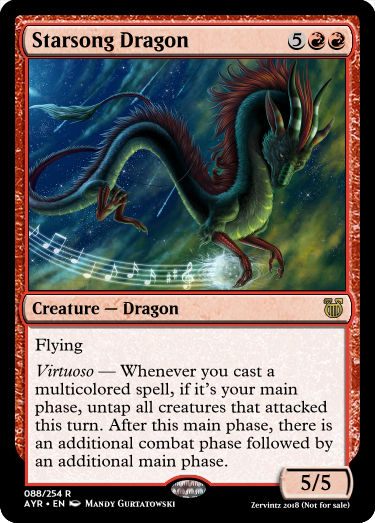 Starsong Dragon 5
Creature — Dragon
Flying
Virtuoso — Whenever you cast a
multicolored spell, if it's your main
phase, untap all creatures that attacked
this turn. After this main phase, there is
an additional combat phase followed by
an additional main phase.
5/5
088/254 R
AYR • EN Mandy Gurtatowski
Zervintz 2018 (Not for sale)